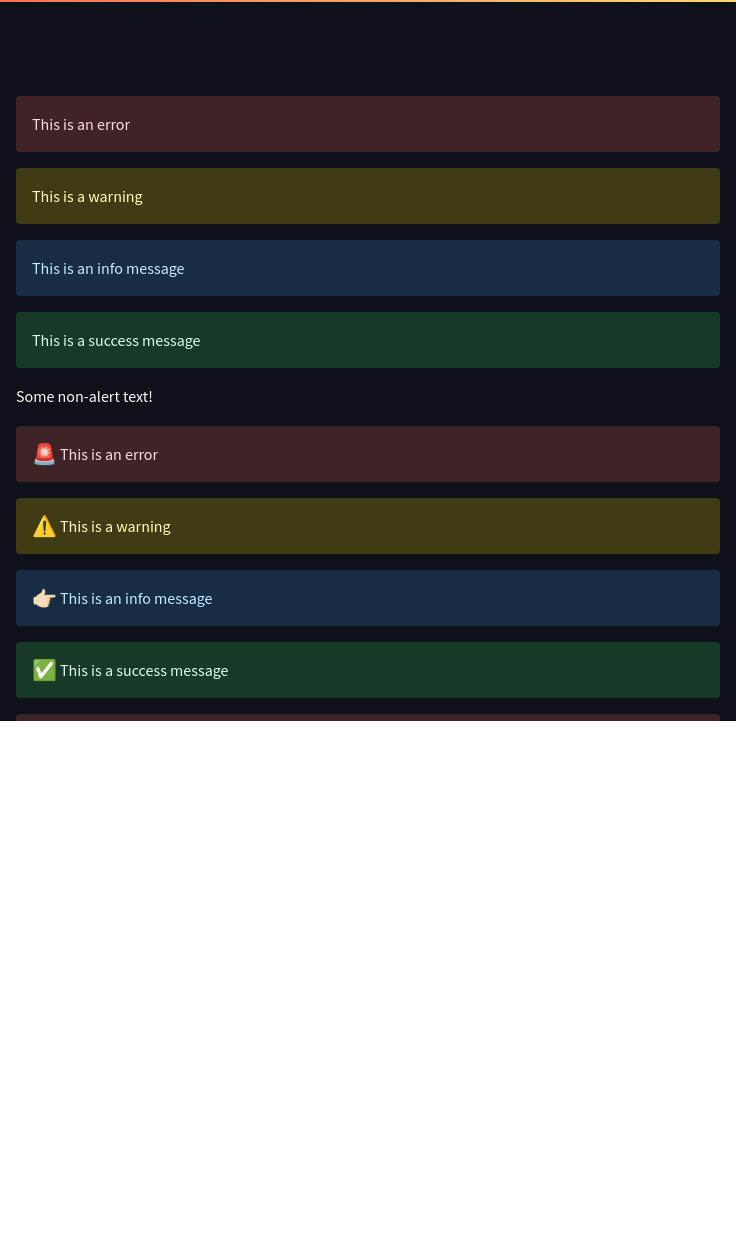 This is an error
This is a warning
This is an info message
This is a success message
Some non-alert text!
🚨 This is an error
⚠️ This is a warning
👉🏻 This is an info message
✅ This is a success message